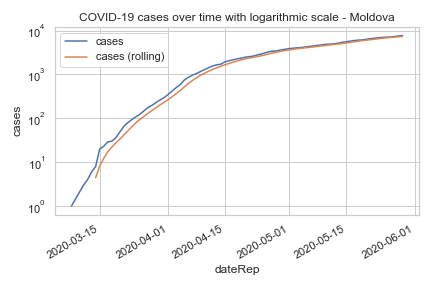 COVID-19 cases over time with logarithmic scale - Moldova
cases
cases (rolling)
10⁴
10³
10²
10¹
10⁰
cases
2020-03-15
2020-04-01
2020-04-15
2020-05-01
2020-05-15
2020-06-01
dateRep